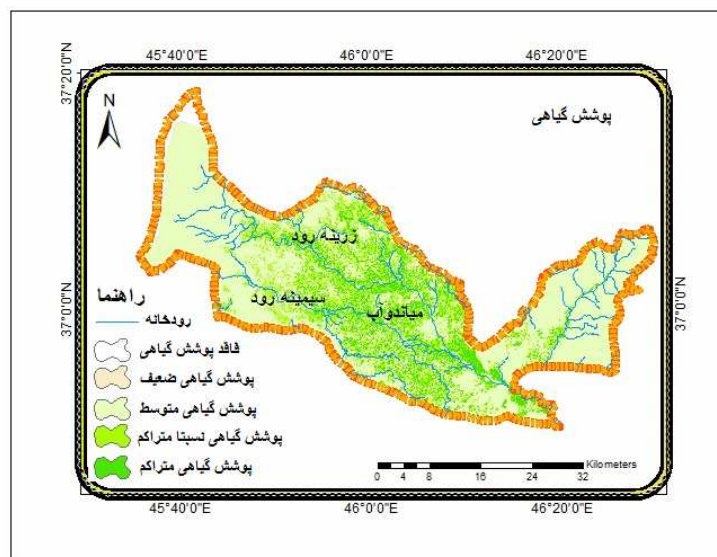 45°40'0"E 46°0'0"E 46°20'0"E
37°20'0"N
37°20'0"N
N
پوشش گیاهی
زرینه رود
سیمینه رود
میاندوآب
37°0'0"N
37°0'0"N
راهنما
رودخانه
فاقد پوشش گیاهی
پوشش گیاهی ضعیف
پوشش گیاهی متوسط
پوشش گیاهی نسبتا متراکم
پوشش گیاهی متراکم
Kilometers
0 4 8 16 24 32
45°40'0"E 46°0'0"E 46°20'0"E